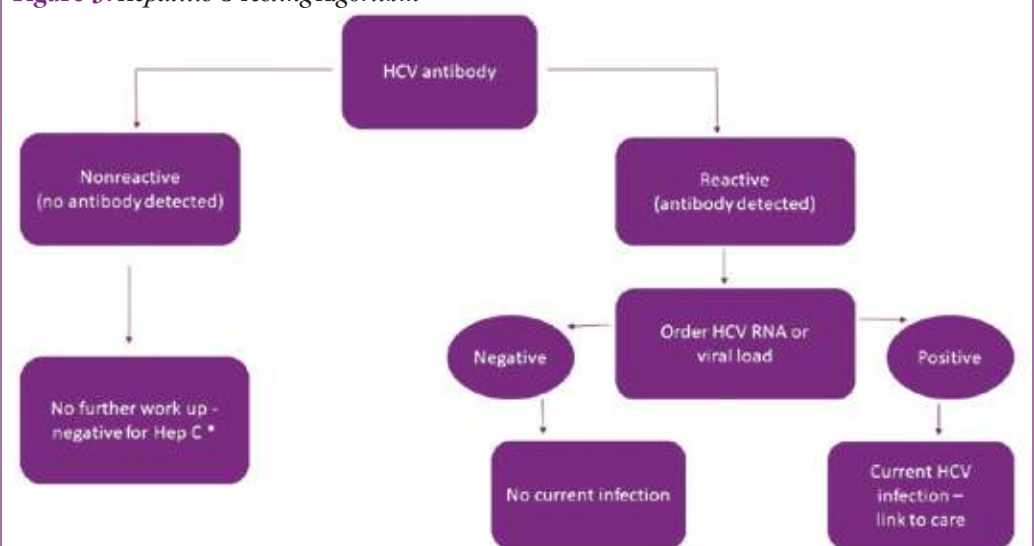 HCV antibody
Nonreactive
(no antibody detected)
Reactive
(antibody detected)
No further work up -
negative for Hep C *
Order HCV RNA or
viral load
Negative
Positive
No current infection
Current HCV
infection –
link to care